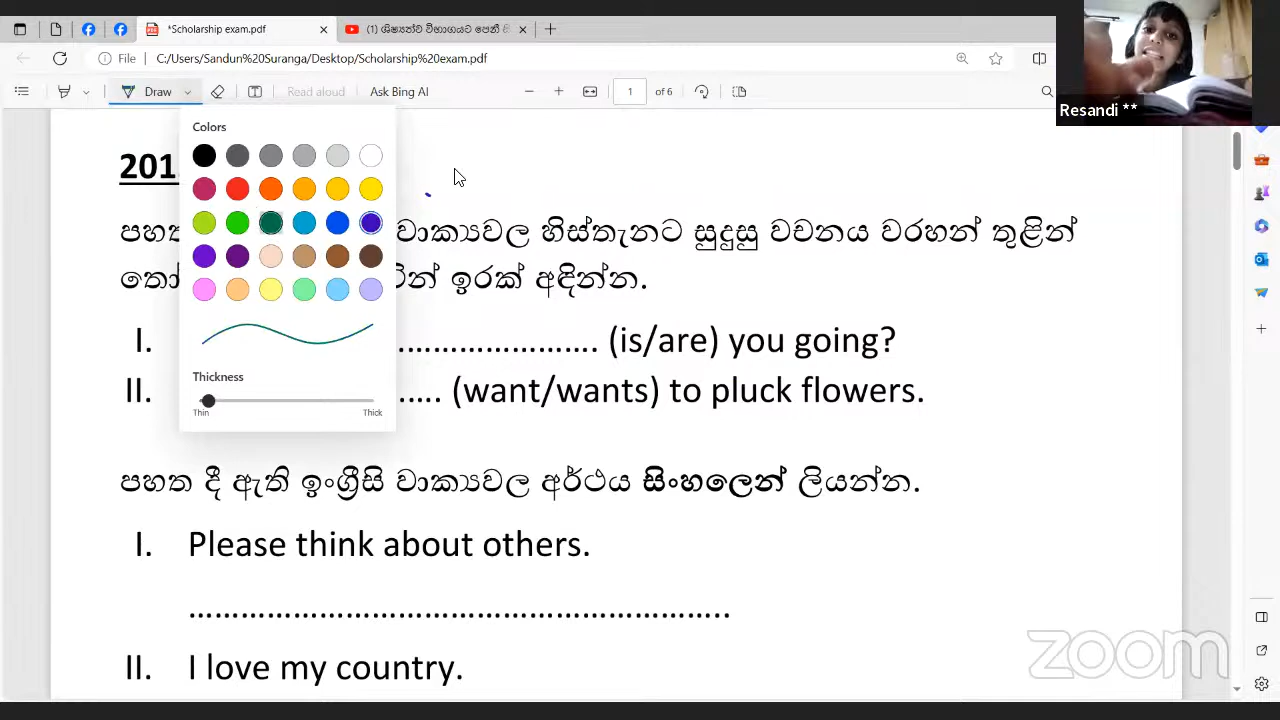 *Scholarship exam.pdf
(1) ශිෂ්‍යත්ව විභාගයට පෙනී සි
File C:/Users/Sandun%20Suranga/Desktop/Scholarship%20exam.pdf
Draw Read aloud Ask Bing AI 1 of 6
Resandi **
Colors
Thickness
Thin Thick
201
පහත වාක්‍යවල හිස්තැනට සුදුසු වචනය වරහන් තුළින්
තෝ ටින් ඉරක් අඳින්න.
I. ……………………. (is/are) you going?
II. ….. (want/wants) to pluck flowers.
පහත දී ඇති ඉංග්‍රීසි වාක්‍යවල අර්ථය සිංහලෙන් ලියන්න.
I. Please think about others.
……………………………………………………..
II. I love my country.
zoom